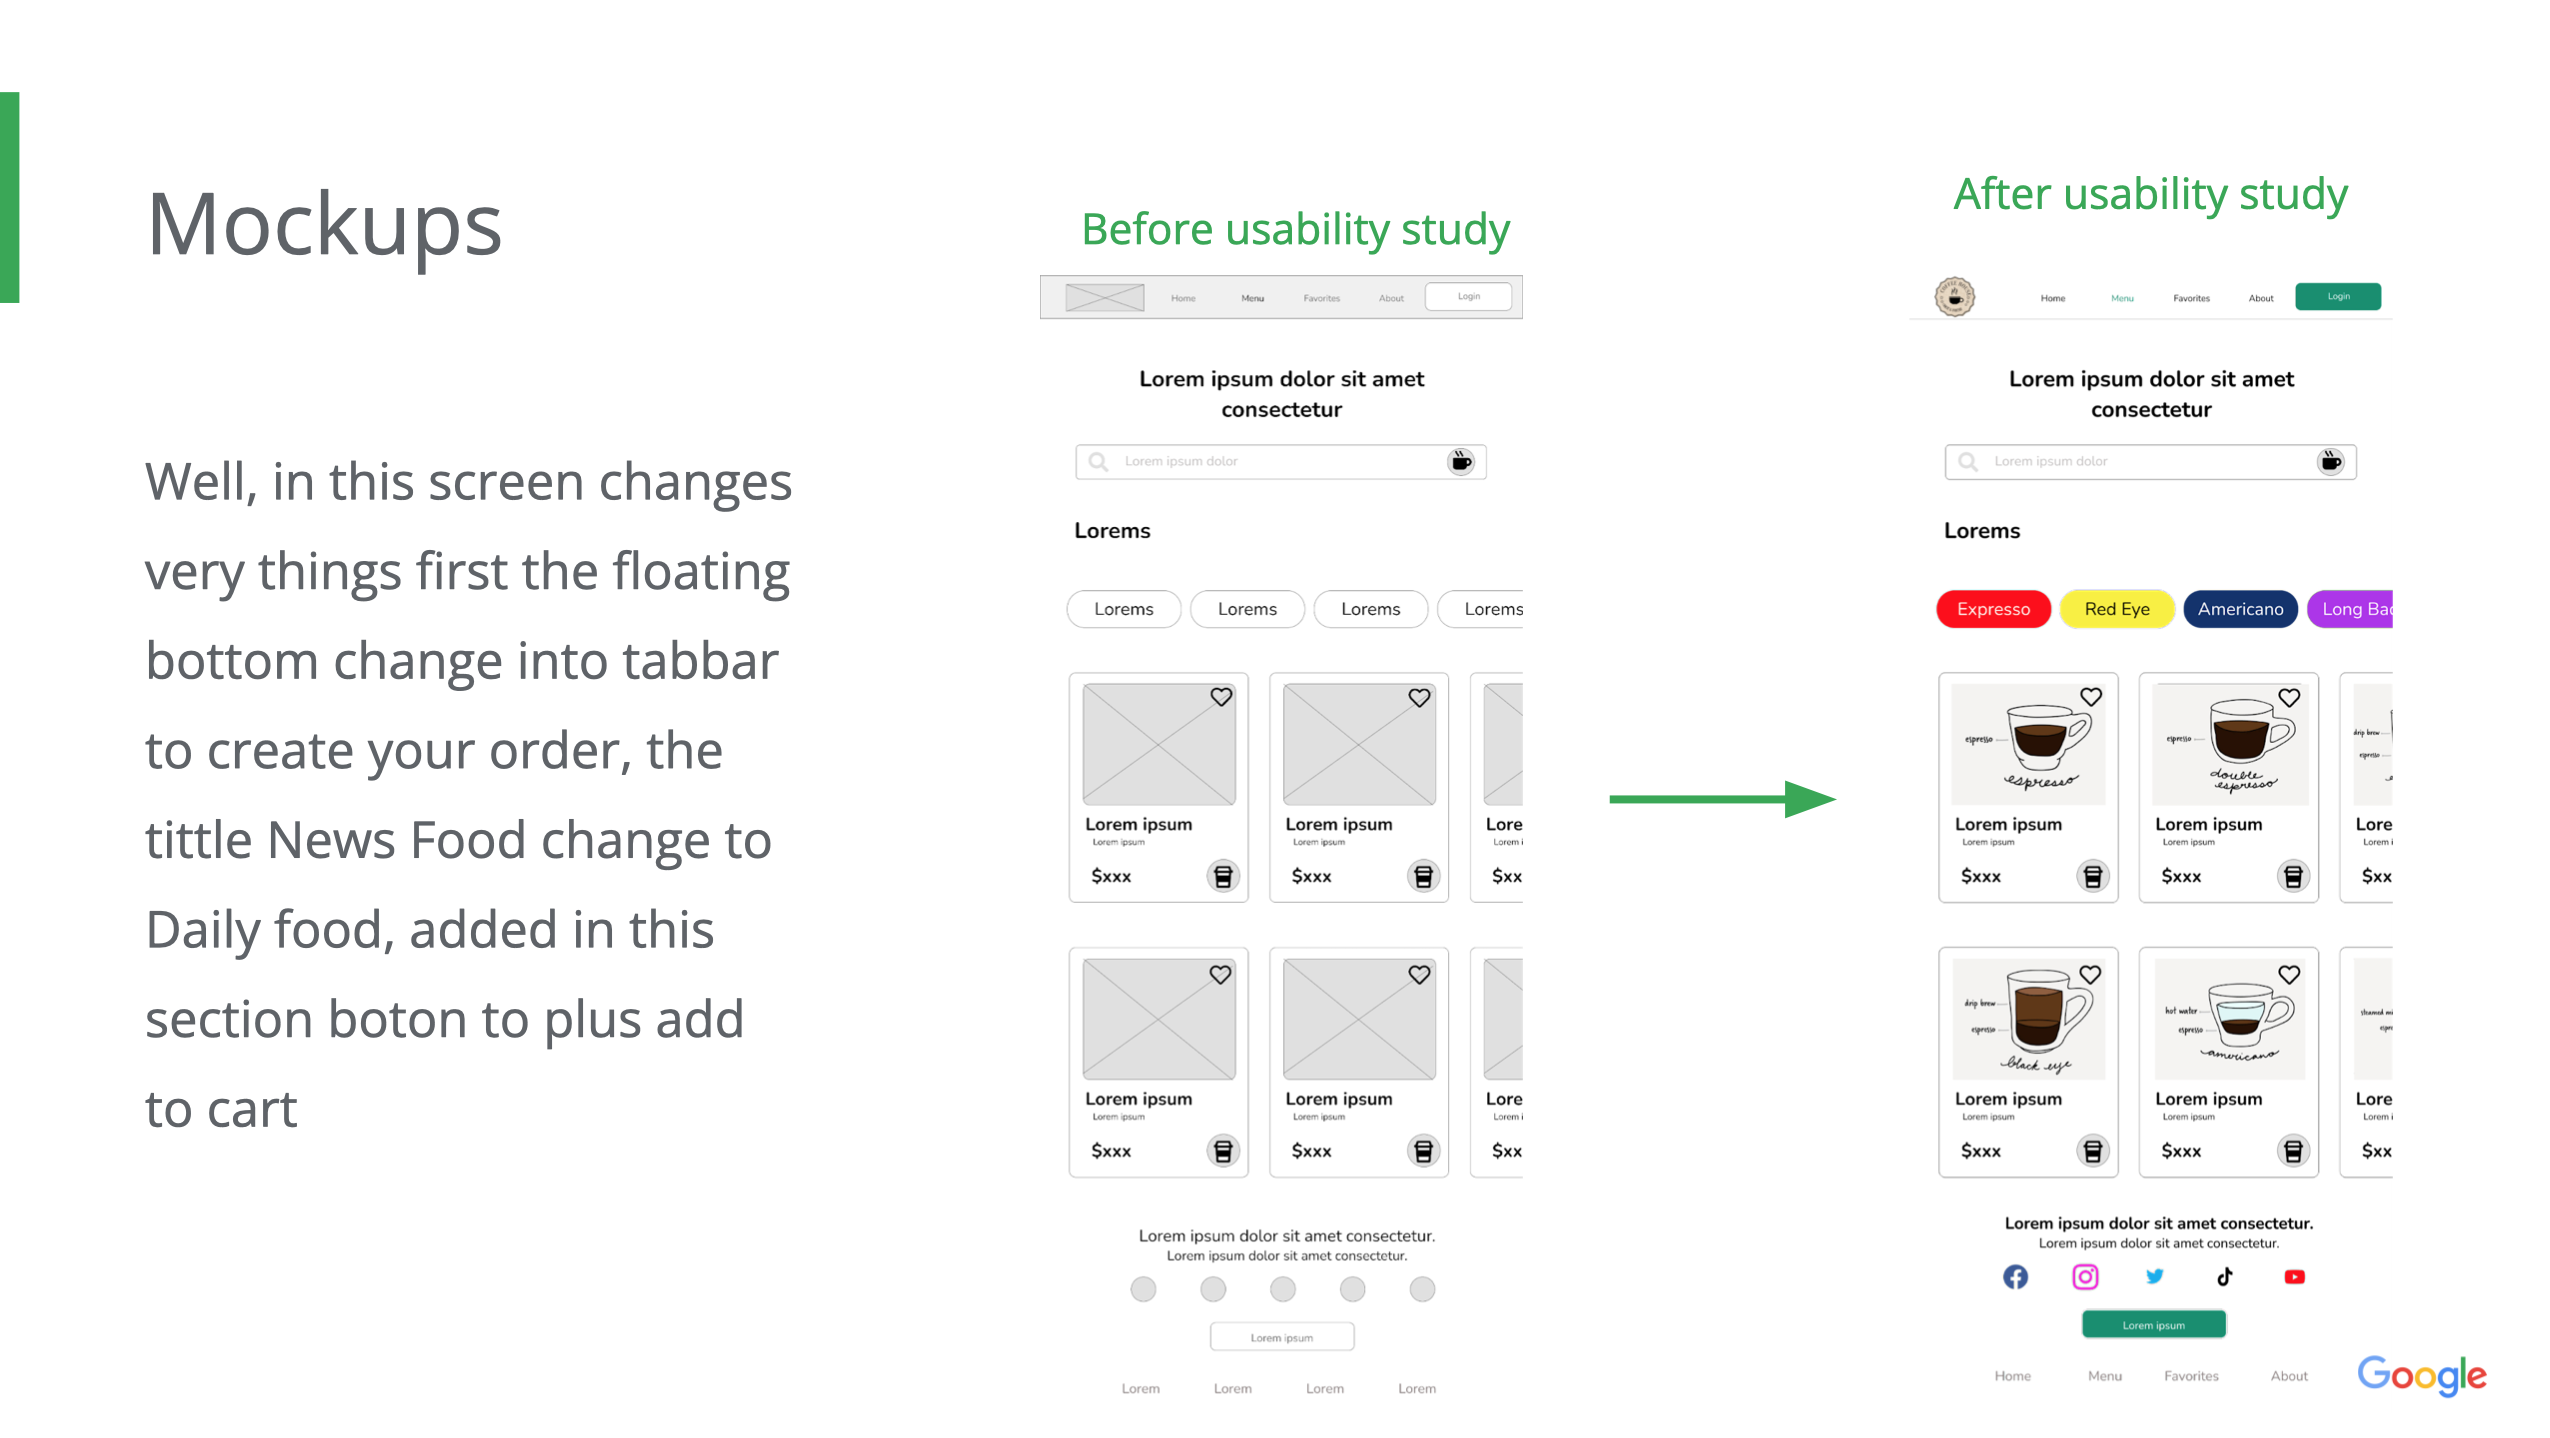 Mockups
Well, in this screen changes
very things first the floating
bottom change into tabbar
to create your order, the
tittle News Food change to
Daily food, added in this
section boton to plus add
to cart
Before usability study
Home Menu Favorites About Login
Lorem ipsum dolor sit amet
consectetur
Lorem ipsum dolor
Lorems
Lorems Lorems Lorems Lorems
Lorem ipsum Lorem ipsum Lore
Lorem ipsum Lorem ipsum Lorem i
$xxx $xxx $xx
Lorem ipsum Lorem ipsum Lore
Lorem ipsum Lorem ipsum Lorem i
$xxx $xxx $xx
Lorem ipsum dolor sit amet consectetur.
Lorem ipsum dolor sit amet consectetur.
Lorem ipsum
Lorem Lorem Lorem Lorem
After usability study
Home Menu Favorites About Login
Lorem ipsum dolor sit amet
consectetur
Lorem ipsum dolor
Lorems
Expresso Red Eye Americano Long Bac
espresso espresso drip brew
espresso
espresso double
espresso
Lorem ipsum Lorem ipsum Lore
Lorem ipsum Lorem ipsum Lorem i
$xxx $xxx $xx
drip brew hot water steamed
espresso espresso
black eye americano
Lorem ipsum Lorem ipsum Lore
Lorem ipsum Lorem ipsum Lorem i
$xxx $xxx $xx
Lorem ipsum dolor sit amet consectetur.
Lorem ipsum dolor sit amet consectetur.
Lorem ipsum
Home Menu Favorites About
Google